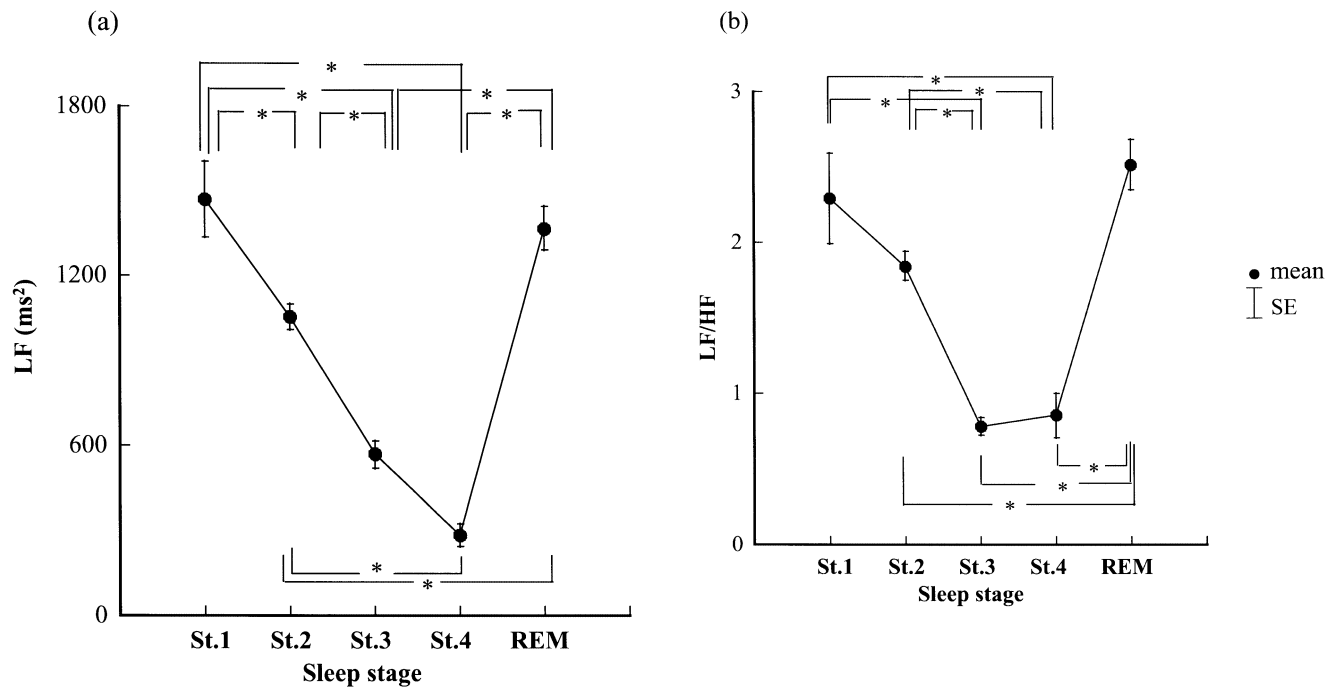 (a)
*
*
*
*
*
*
1800
1200
600
0
LF (ms²)
*
*
St.1 St.2 St.3 St.4 REM
Sleep stage
(b)
*
*
*
*
3
2
1
0
LF/HF
*
*
*
St.1 St.2 St.3 St.4 REM
Sleep stage
mean
SE